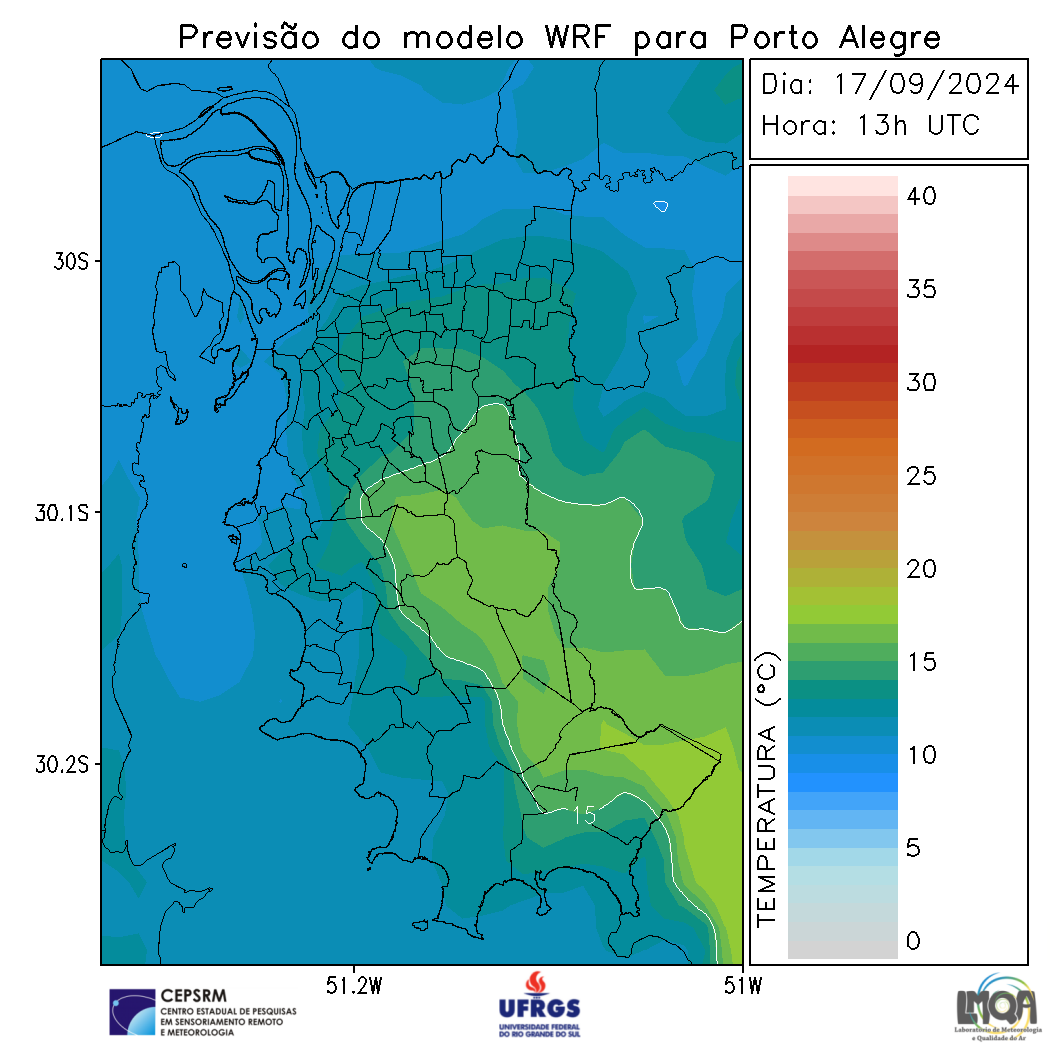 Previsão do modelo WRF para Porto Alegre
Dia: 17/09/2024
Hora: 13h UTC
30S
30.1S
30.2S
51.2W
51W
15
TEMPERATURA (°C)
40
35
30
25
20
15
10
5
0
CEPSRM
CENTRO ESTADUAL DE PESQUISAS
EM SENSORIAMENTO REMOTO
E METEOROLOGIA
UFRGS
UNIVERSIDADE FEDERAL
DO RIO GRANDE DO SUL
LMQA
Laboratório de Meteorologia
e Qualidade do Ar